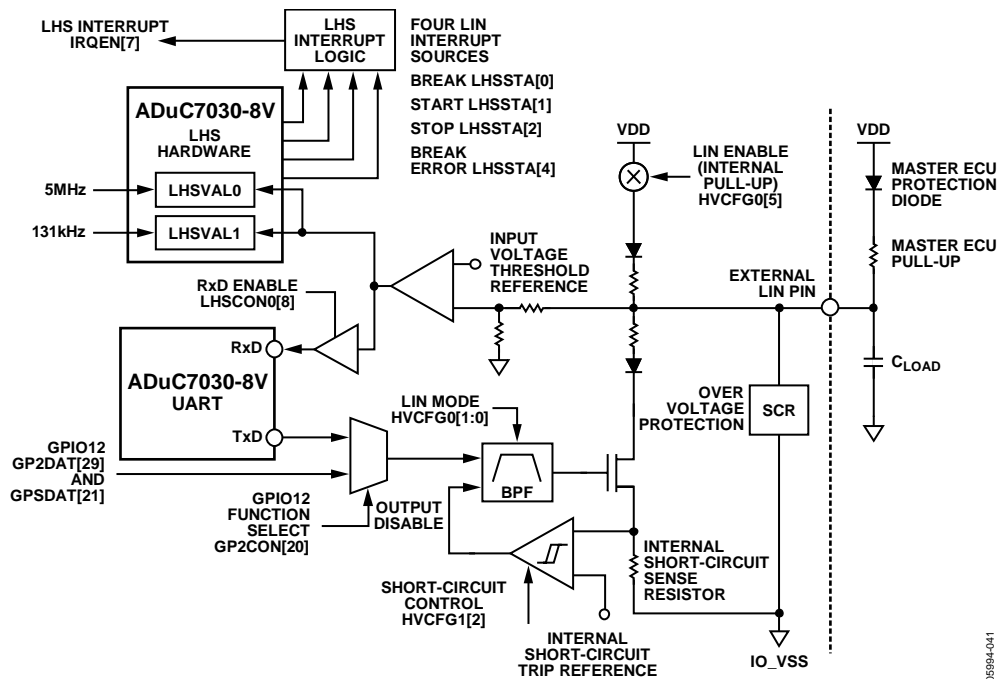 LHS INTERRUPT
IRQEN[7]
LHS
INTERRUPT
LOGIC
FOUR LIN
INTERRUPT
SOURCES
BREAK LHSSTA[0]
START LHSSTA[1]
STOP LHSSTA[2]
BREAK
ERROR LHSSTA[4]
ADuC7030-8V
LHS
HARDWARE
5MHz
LHSVAL0
131kHz
LHSVAL1
VDD
LIN ENABLE
(INTERNAL
PULL-UP)
HVCFG0[5]
VDD
MASTER ECU
PROTECTION
DIODE
MASTER ECU
PULL-UP
INPUT
VOLTAGE
THRESHOLD
REFERENCE
EXTERNAL
LIN PIN
RxD ENABLE
LHSCON0[8]
RxD
ADuC7030-8V
UART
TxD
CLOAD
OVER
VOLTAGE
PROTECTION
SCR
LIN MODE
HVCFG0[1:0]
GPIO12
GP2DAT[29]
AND
GPSDAT[21]
BPF
GPIO12
FUNCTION
SELECT
GP2CON[20]
OUTPUT
DISABLE
SHORT-CIRCUIT
CONTROL
HVCFG1[2]
INTERNAL
SHORT-CIRCUIT
SENSE
RESISTOR
INTERNAL
SHORT-CIRCUIT
TRIP REFERENCE
IO_VSS
05994-041